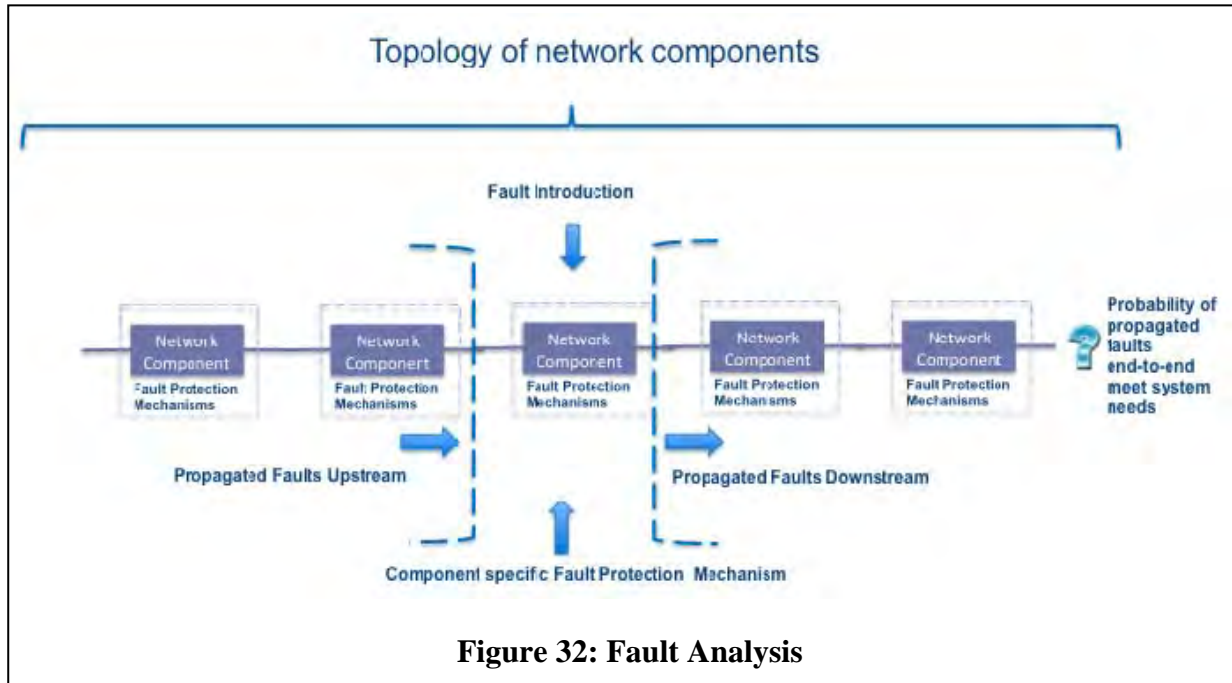 Topology of network components
Fault Introduction
Network
Component
Fault Protection
Mechanisms
Network
Component
Fault Protection
Mechanisms
Network
Component
Fault Protection
Mechanisms
Network
Component
Fault Protection
Mechanisms
Network
Component
Fault Protection
Mechanisms
?
Probability of
propagated
faults
end-to-end
meet system
needs
Propagated Faults Upstream
Propagated Faults Downstream
Component specific Fault Protection Mechanism
Figure 32: Fault Analysis